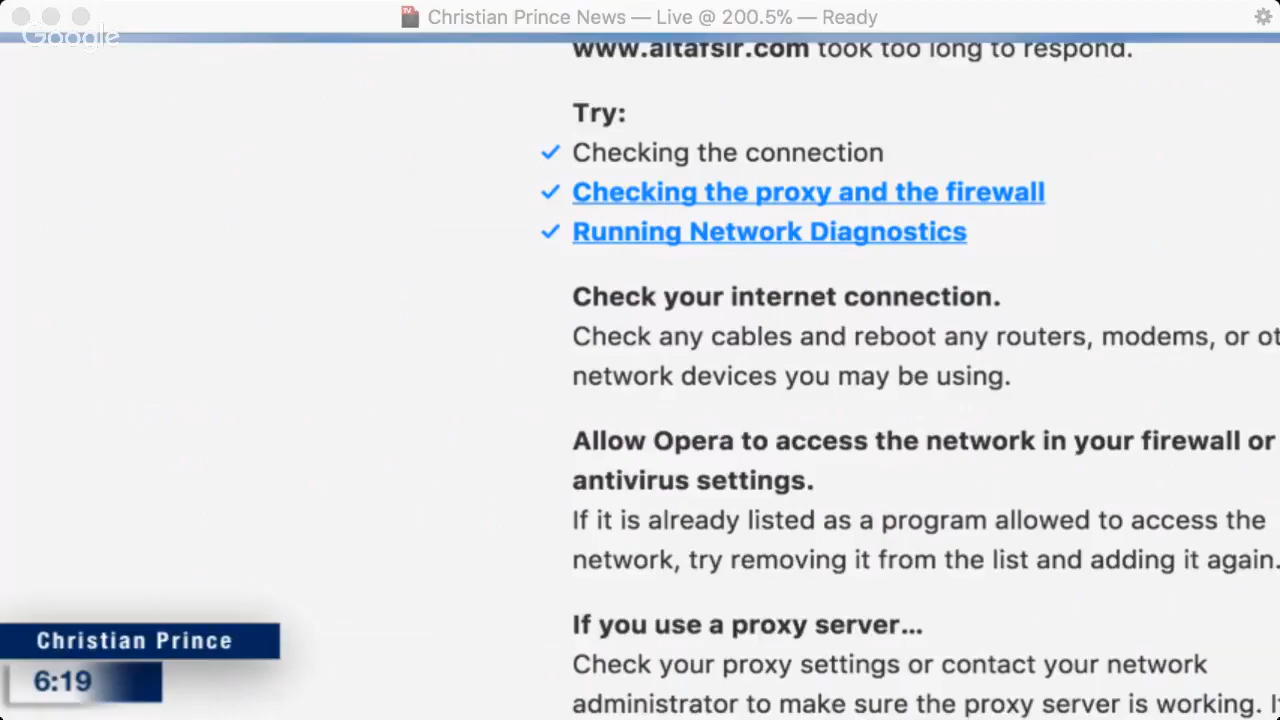 Christian Prince News — Live @ 200.5% — Ready
Google
www.altafsir.com took too long to respond.
Try:
Checking the connection
Checking the proxy and the firewall
Running Network Diagnostics
Check your internet connection.
Check any cables and reboot any routers, modems, or ot
network devices you may be using.
Allow Opera to access the network in your firewall or
antivirus settings.
If it is already listed as a program allowed to access the
network, try removing it from the list and adding it again.
If you use a proxy server...
Check your proxy settings or contact your network
administrator to make sure the proxy server is working. I
Christian Prince
6:19